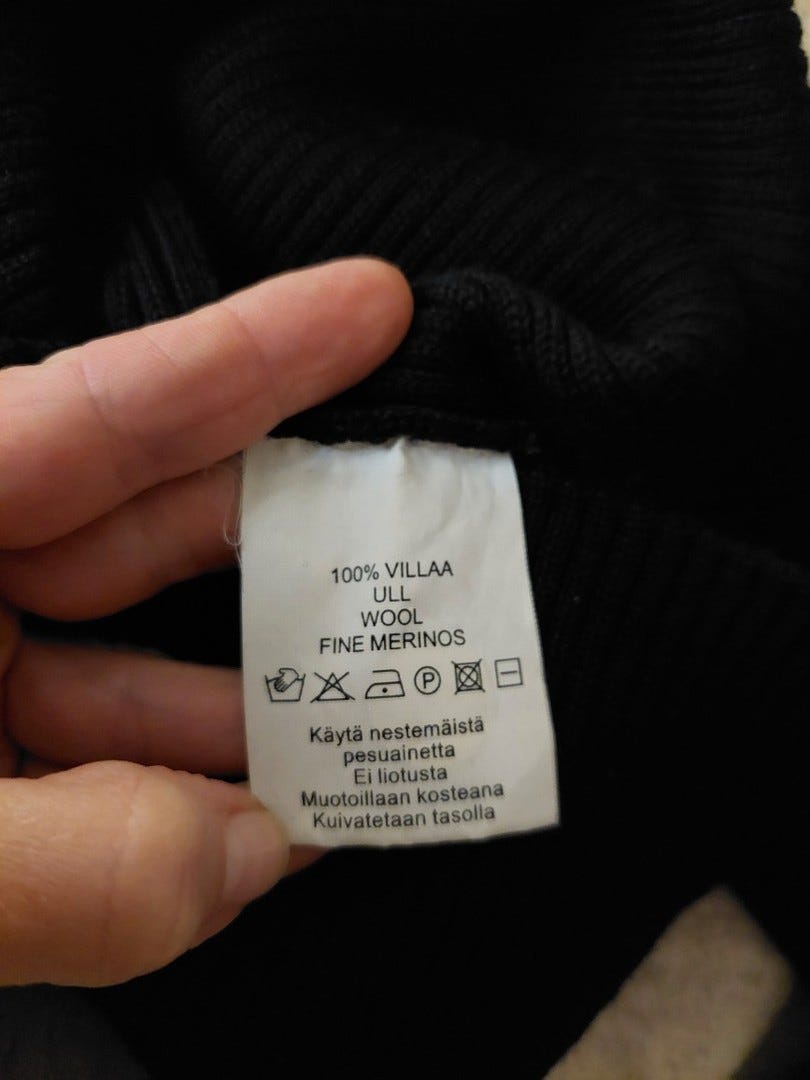 100% VILLAA
ULL
WOOL
FINE MERINOS
P
Käytä nestemäistä
pesuainetta
Ei liotusta
Muotoillaan kosteana
Kuivatetaan tasolla